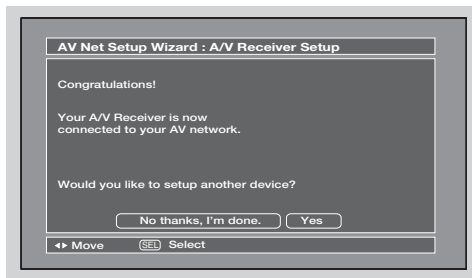 AV Net Setup Wizard : A/V Receiver Setup
Congratulations!
Your A/V Receiver is now
connected to your AV network.
Would you like to setup another device?
No thanks, I'm done. Yes
◂▸ Move SEL Select